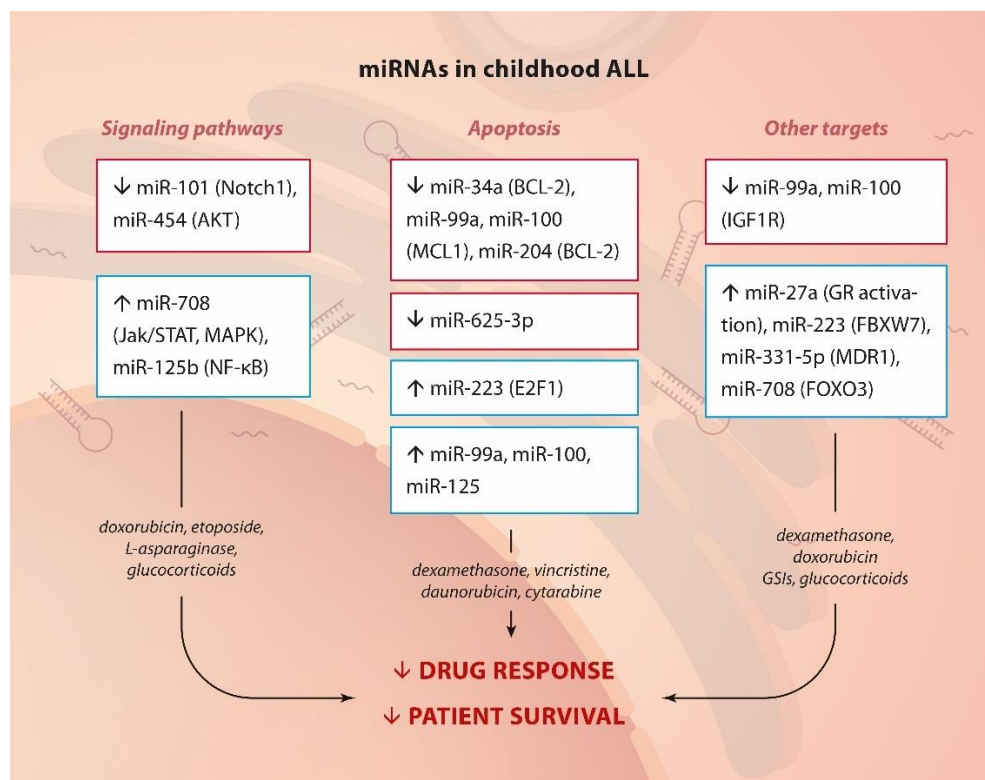 miRNAs in childhood ALL
Signaling pathways
↓ miR-101 (Notch1),
miR-454 (AKT)
↑ miR-708
(Jak/STAT, MAPK),
miR-125b (NF-κB)
doxorubicin, etoposide,
L-asparaginase,
glucocorticoids
Apoptosis
↓ miR-34a (BCL-2),
miR-99a, miR-100
(MCL1), miR-204 (BCL-2)
↓ miR-625-3p
↑ miR-223 (E2F1)
↑ miR-99a, miR-100,
miR-125
dexamethasone, vincristine,
daunorubicin, cytarabine
Other targets
↓ miR-99a, miR-100
(IGF1R)
↑ miR-27a (GR activa-
tion), miR-223 (FBXW7),
miR-331-5p (MDR1),
miR-708 (FOXO3)
dexamethasone,
doxorubicin
GSIs, glucocorticoids
↓ DRUG RESPONSE
↓ PATIENT SURVIVAL